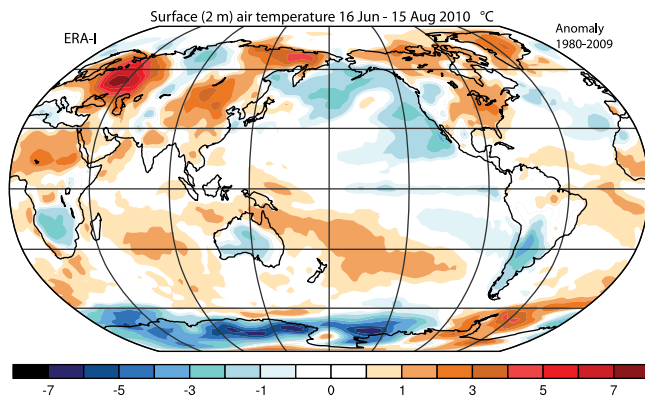 Surface (2 m) air temperature 16 Jun - 15 Aug 2010 °C
ERA-I
Anomaly
1980-2009
-7 -5 -3 -1 0 1 3 5 7